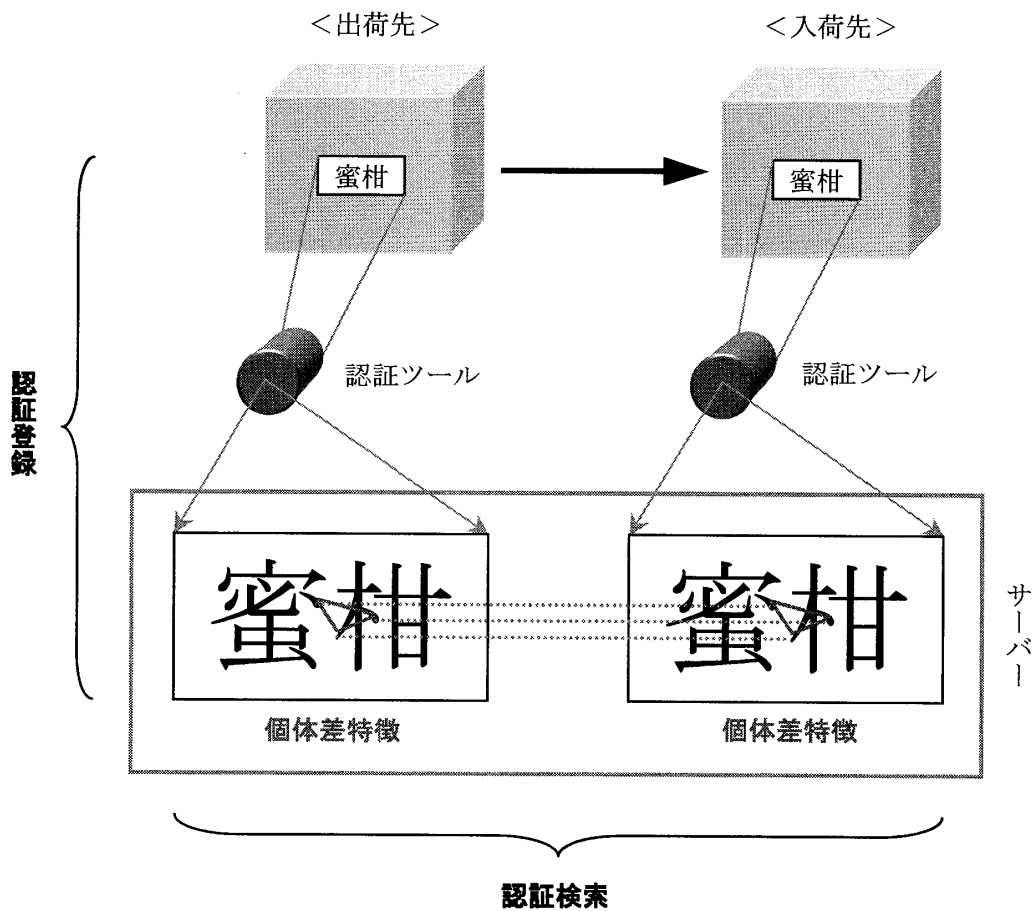 ＜出荷先＞
＜入荷先＞
蜜柑
蜜柑
認証ツール
認証ツール
認証登録
蜜柑
蜜柑
サーバー
個体差特徴
個体差特徴
認証検索